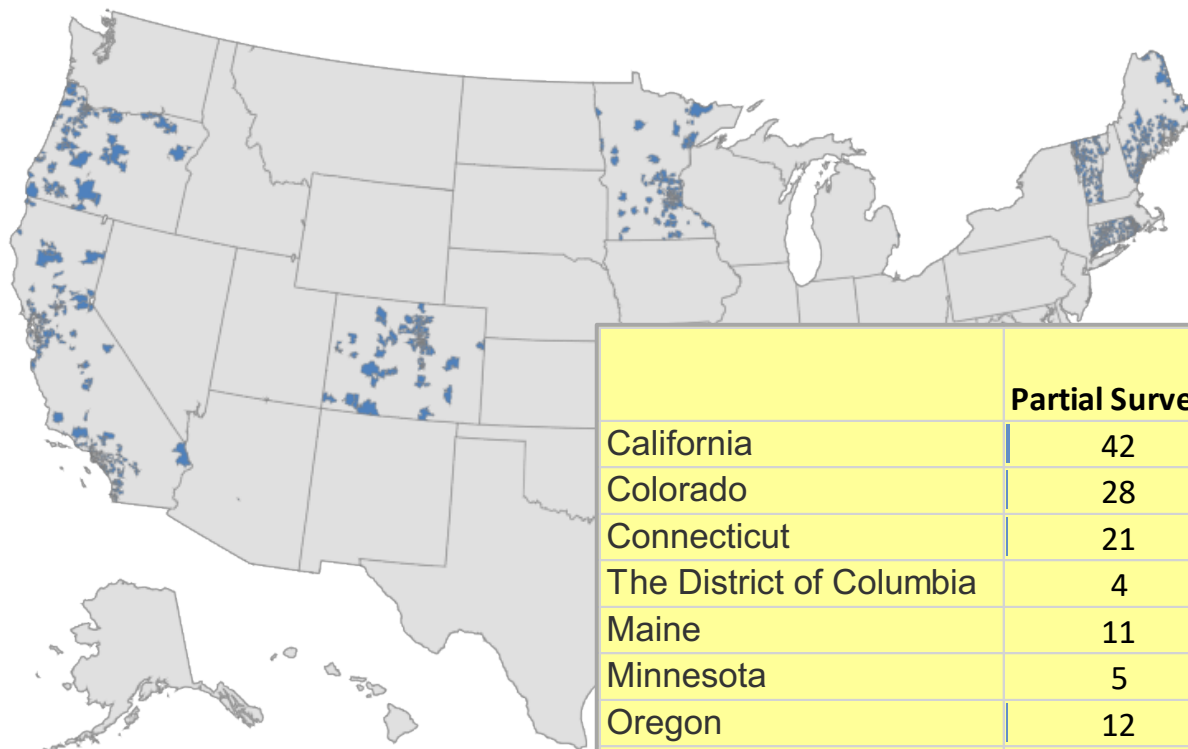 Partial Surve
California 42
Colorado 28
Connecticut 21
The District of Columbia 4
Maine 11
Minnesota 5
Oregon 12